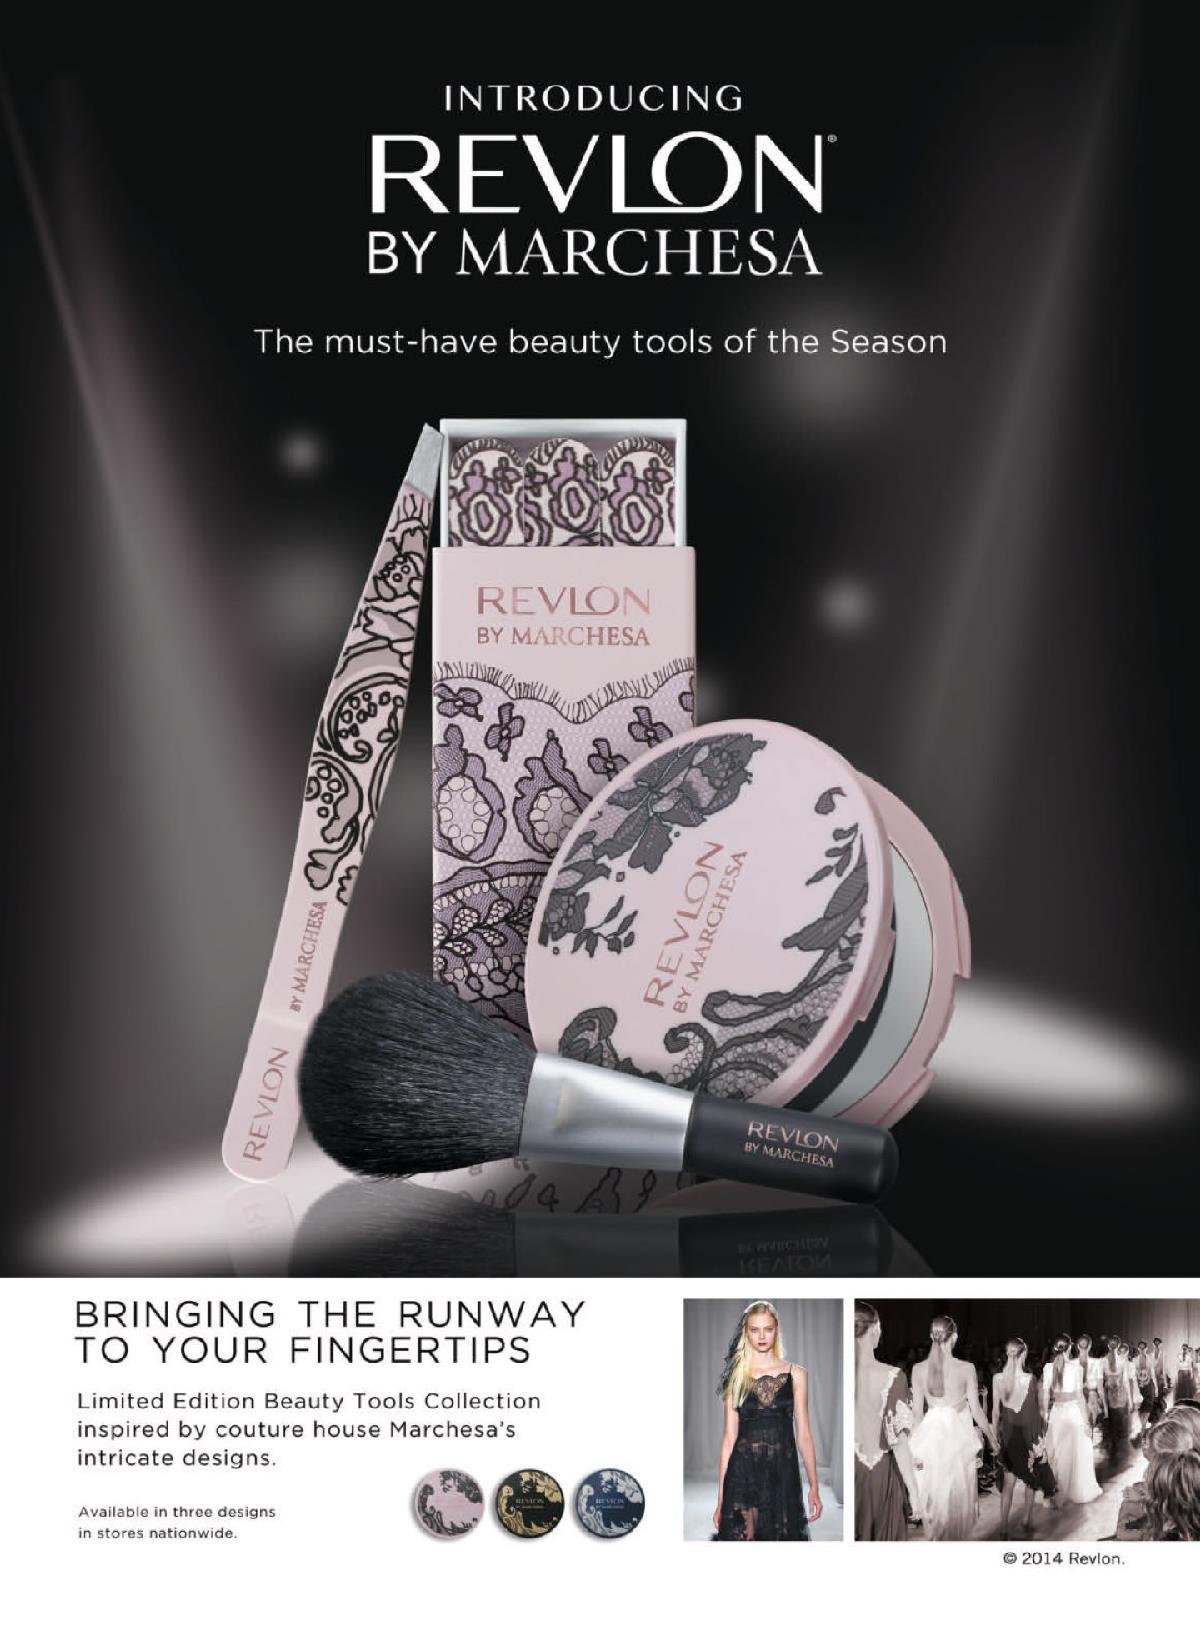 INTRODUCING
REVLON®
BY MARCHESA
The must-have beauty tools of the Season
REVLON
BY MARCHESA
REVLON
BY MARCHESA
REVLON BY MARCHESA
REVLON
BY MARCHESA
BRINGING THE RUNWAY
TO YOUR FINGERTIPS
Limited Edition Beauty Tools Collection
inspired by couture house Marchesa's
intricate designs.
Available in three designs
in stores nationwide.
REVLON
REVLON
© 2014 Revlon.